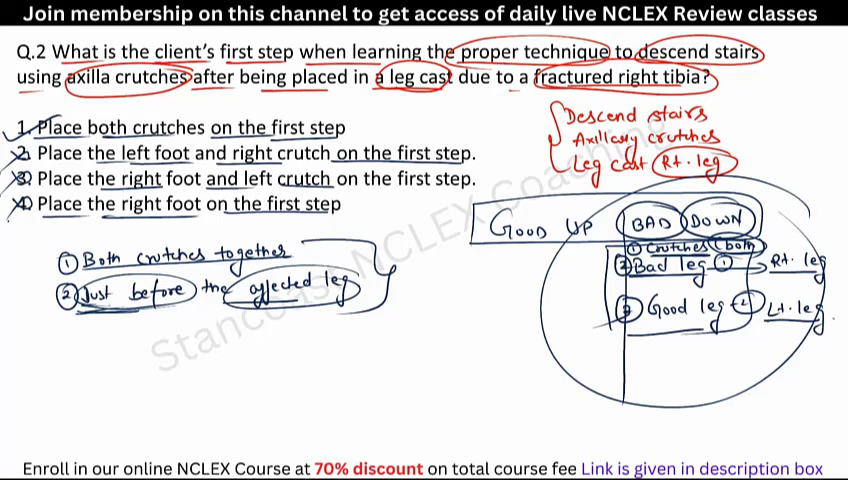 Join membership on this channel to get access of daily live NCLEX Review classes
Q.2 What is the client's first step when learning the proper technique to descend stairs
using axilla crutches after being placed in a leg cast due to a fractured right tibia?
1. Place both crutches on the first step
2. Place the left foot and right crutch on the first step.
3. Place the right foot and left crutch on the first step.
4. Place the right foot on the first step
Descend stairs
Axillary crutches
Leg cast Rt. leg
GOOD UP BAD DOWN
① Both crutches together
② Just before the affected leg
① Crutches (both)
② Bad leg ① → Rt. leg
③ Good leg ② Lt. leg
Stancoast NCLEX Coaching
Enroll in our online NCLEX Course at 70% discount on total course fee Link is given in description box